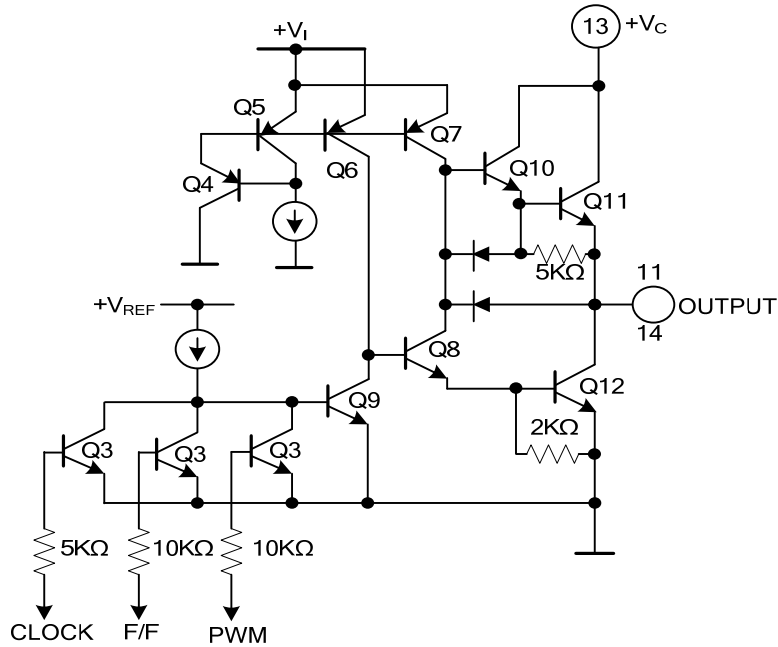 13
+VC
+VI
Q5
Q7
Q6
Q10
Q4
Q11
5KΩ
11
OUTPUT
14
+VREF
Q8
Q12
Q9
2KΩ
Q3
Q3
Q3
5KΩ
10KΩ
10KΩ
CLOCK
F/F
PWM